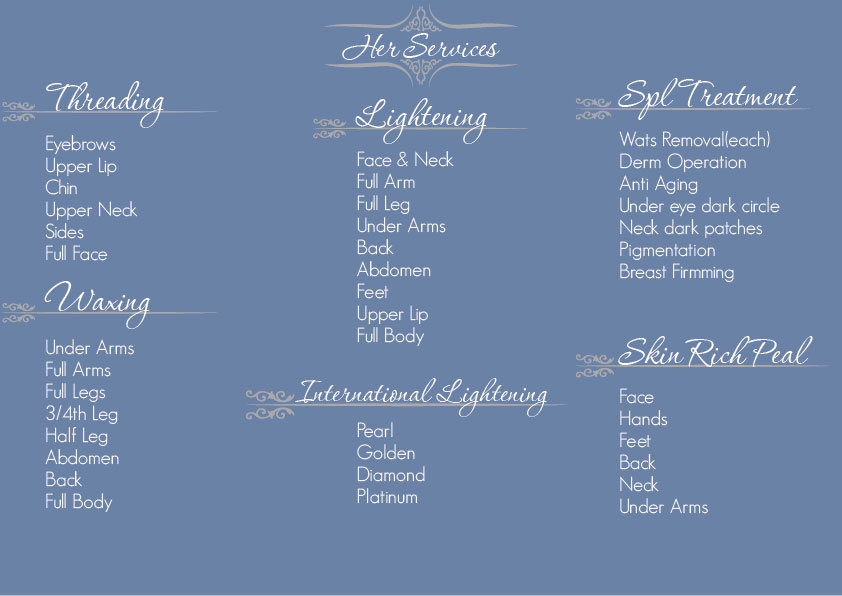 Her Services
Threading
Eyebrows
Upper Lip
Chin
Upper Neck
Sides
Full Face
Waxing
Under Arms
Full Arms
Full Legs
3/4th Leg
Half Leg
Abdomen
Back
Full Body
Lightening
Face & Neck
Full Arm
Full Leg
Under Arms
Back
Abdomen
Feet
Upper Lip
Full Body
International Lightening
Pearl
Golden
Diamond
Platinum
Spl Treatment
Wats Removal(each)
Derm Operation
Anti Aging
Under eye dark circle
Neck dark patches
Pigmentation
Breast Firmming
Skin Rich Peal
Face
Hands
Feet
Back
Neck
Under Arms